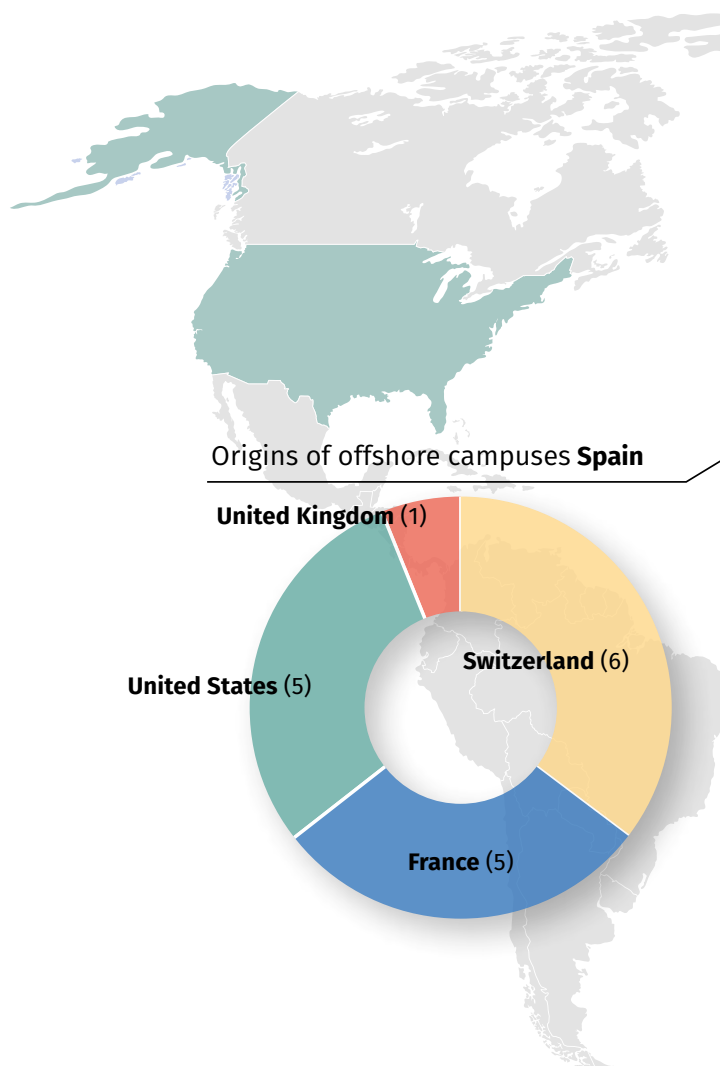 Origins of offshore campuses Spain
United Kingdom (1)
Switzerland (6)
United States (5)
France (5)